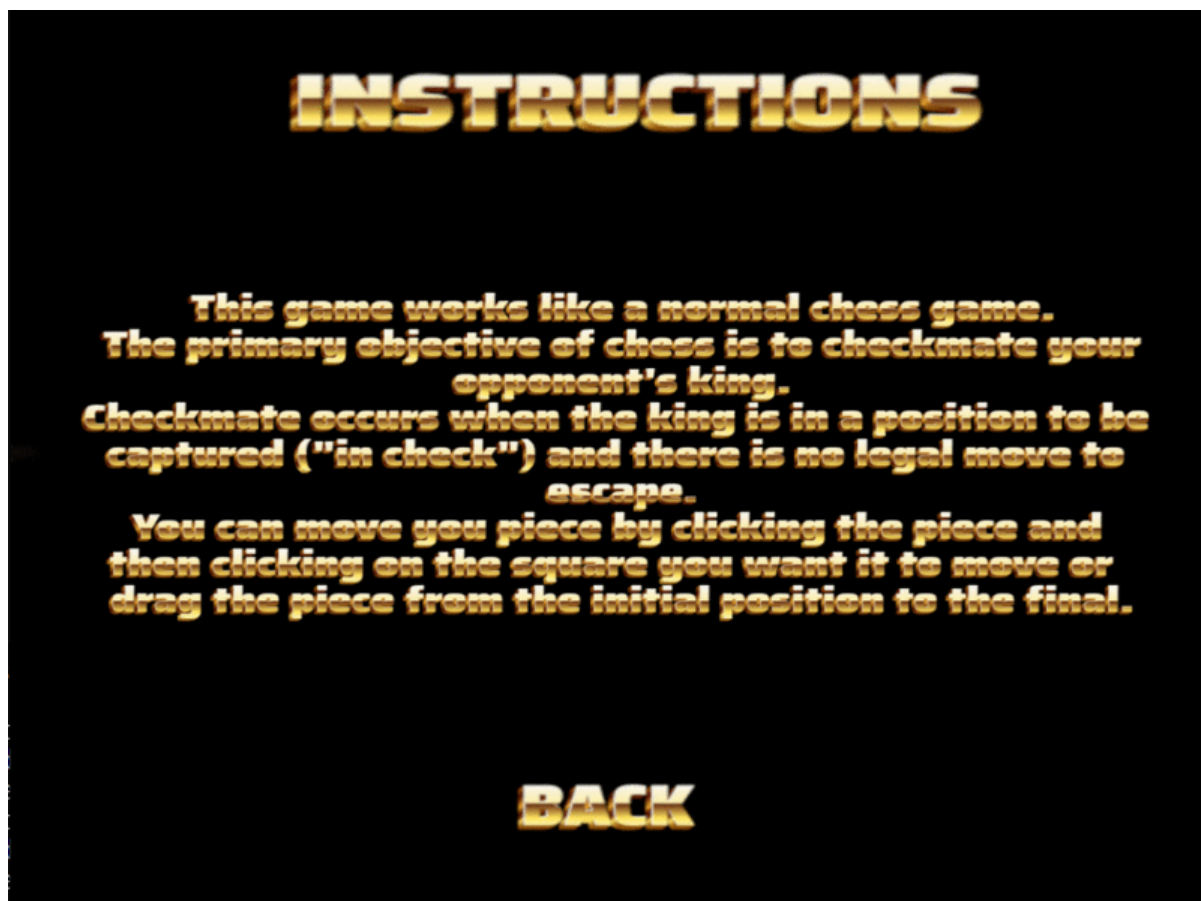 INSTRUCTIONS
This game works like a normal chess game.
The primary objective of chess is to checkmate your
opponent's king.
Checkmate occurs when the king is in a position to be
captured ("in check") and there is no legal move to
escape.
You can move you piece by clicking the piece and
then clicking on the square you want it to move or
drag the piece from the initial position to the final.
BACK